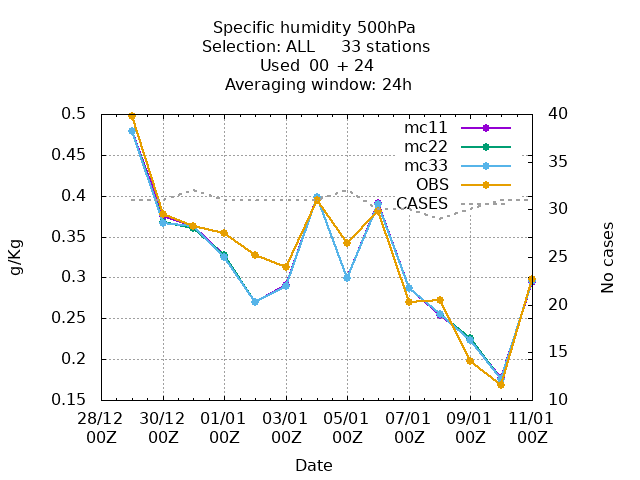 Specific humidity 500hPa
Selection: ALL 33 stations
Used 00 + 24
Averaging window: 24h
0.5
0.45
0.4
0.35
0.3
0.25
0.2
0.15
g/Kg
mc11
mc22
mc33
OBS
CASES
40
35
30
25
20
15
10
No cases
28/12 30/12 01/01 03/01 05/01 07/01 09/01 11/01
00Z 00Z 00Z 00Z 00Z 00Z 00Z 00Z
Date